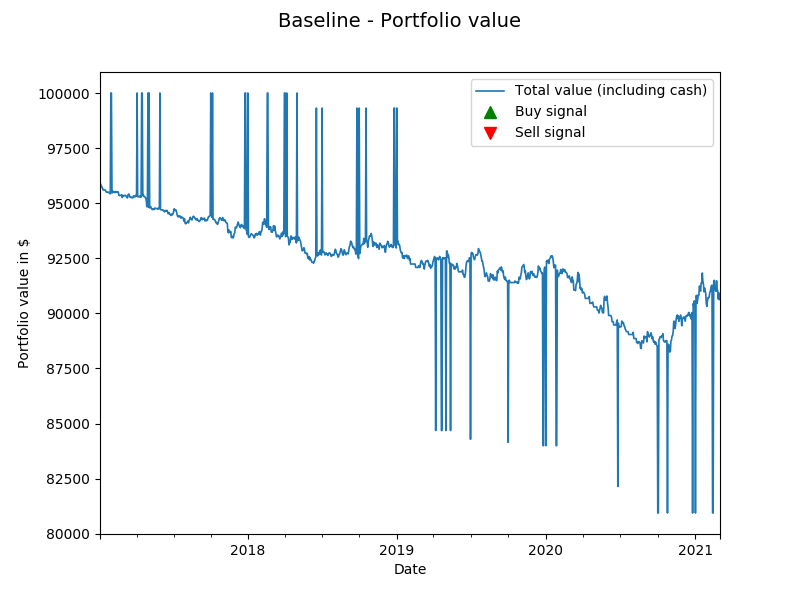 Baseline - Portfolio value
Total value (including cash)
Buy signal
Sell signal
100000
97500
95000
92500
90000
87500
85000
82500
80000
Portfolio value in $
2018
2019
2020
2021
Date